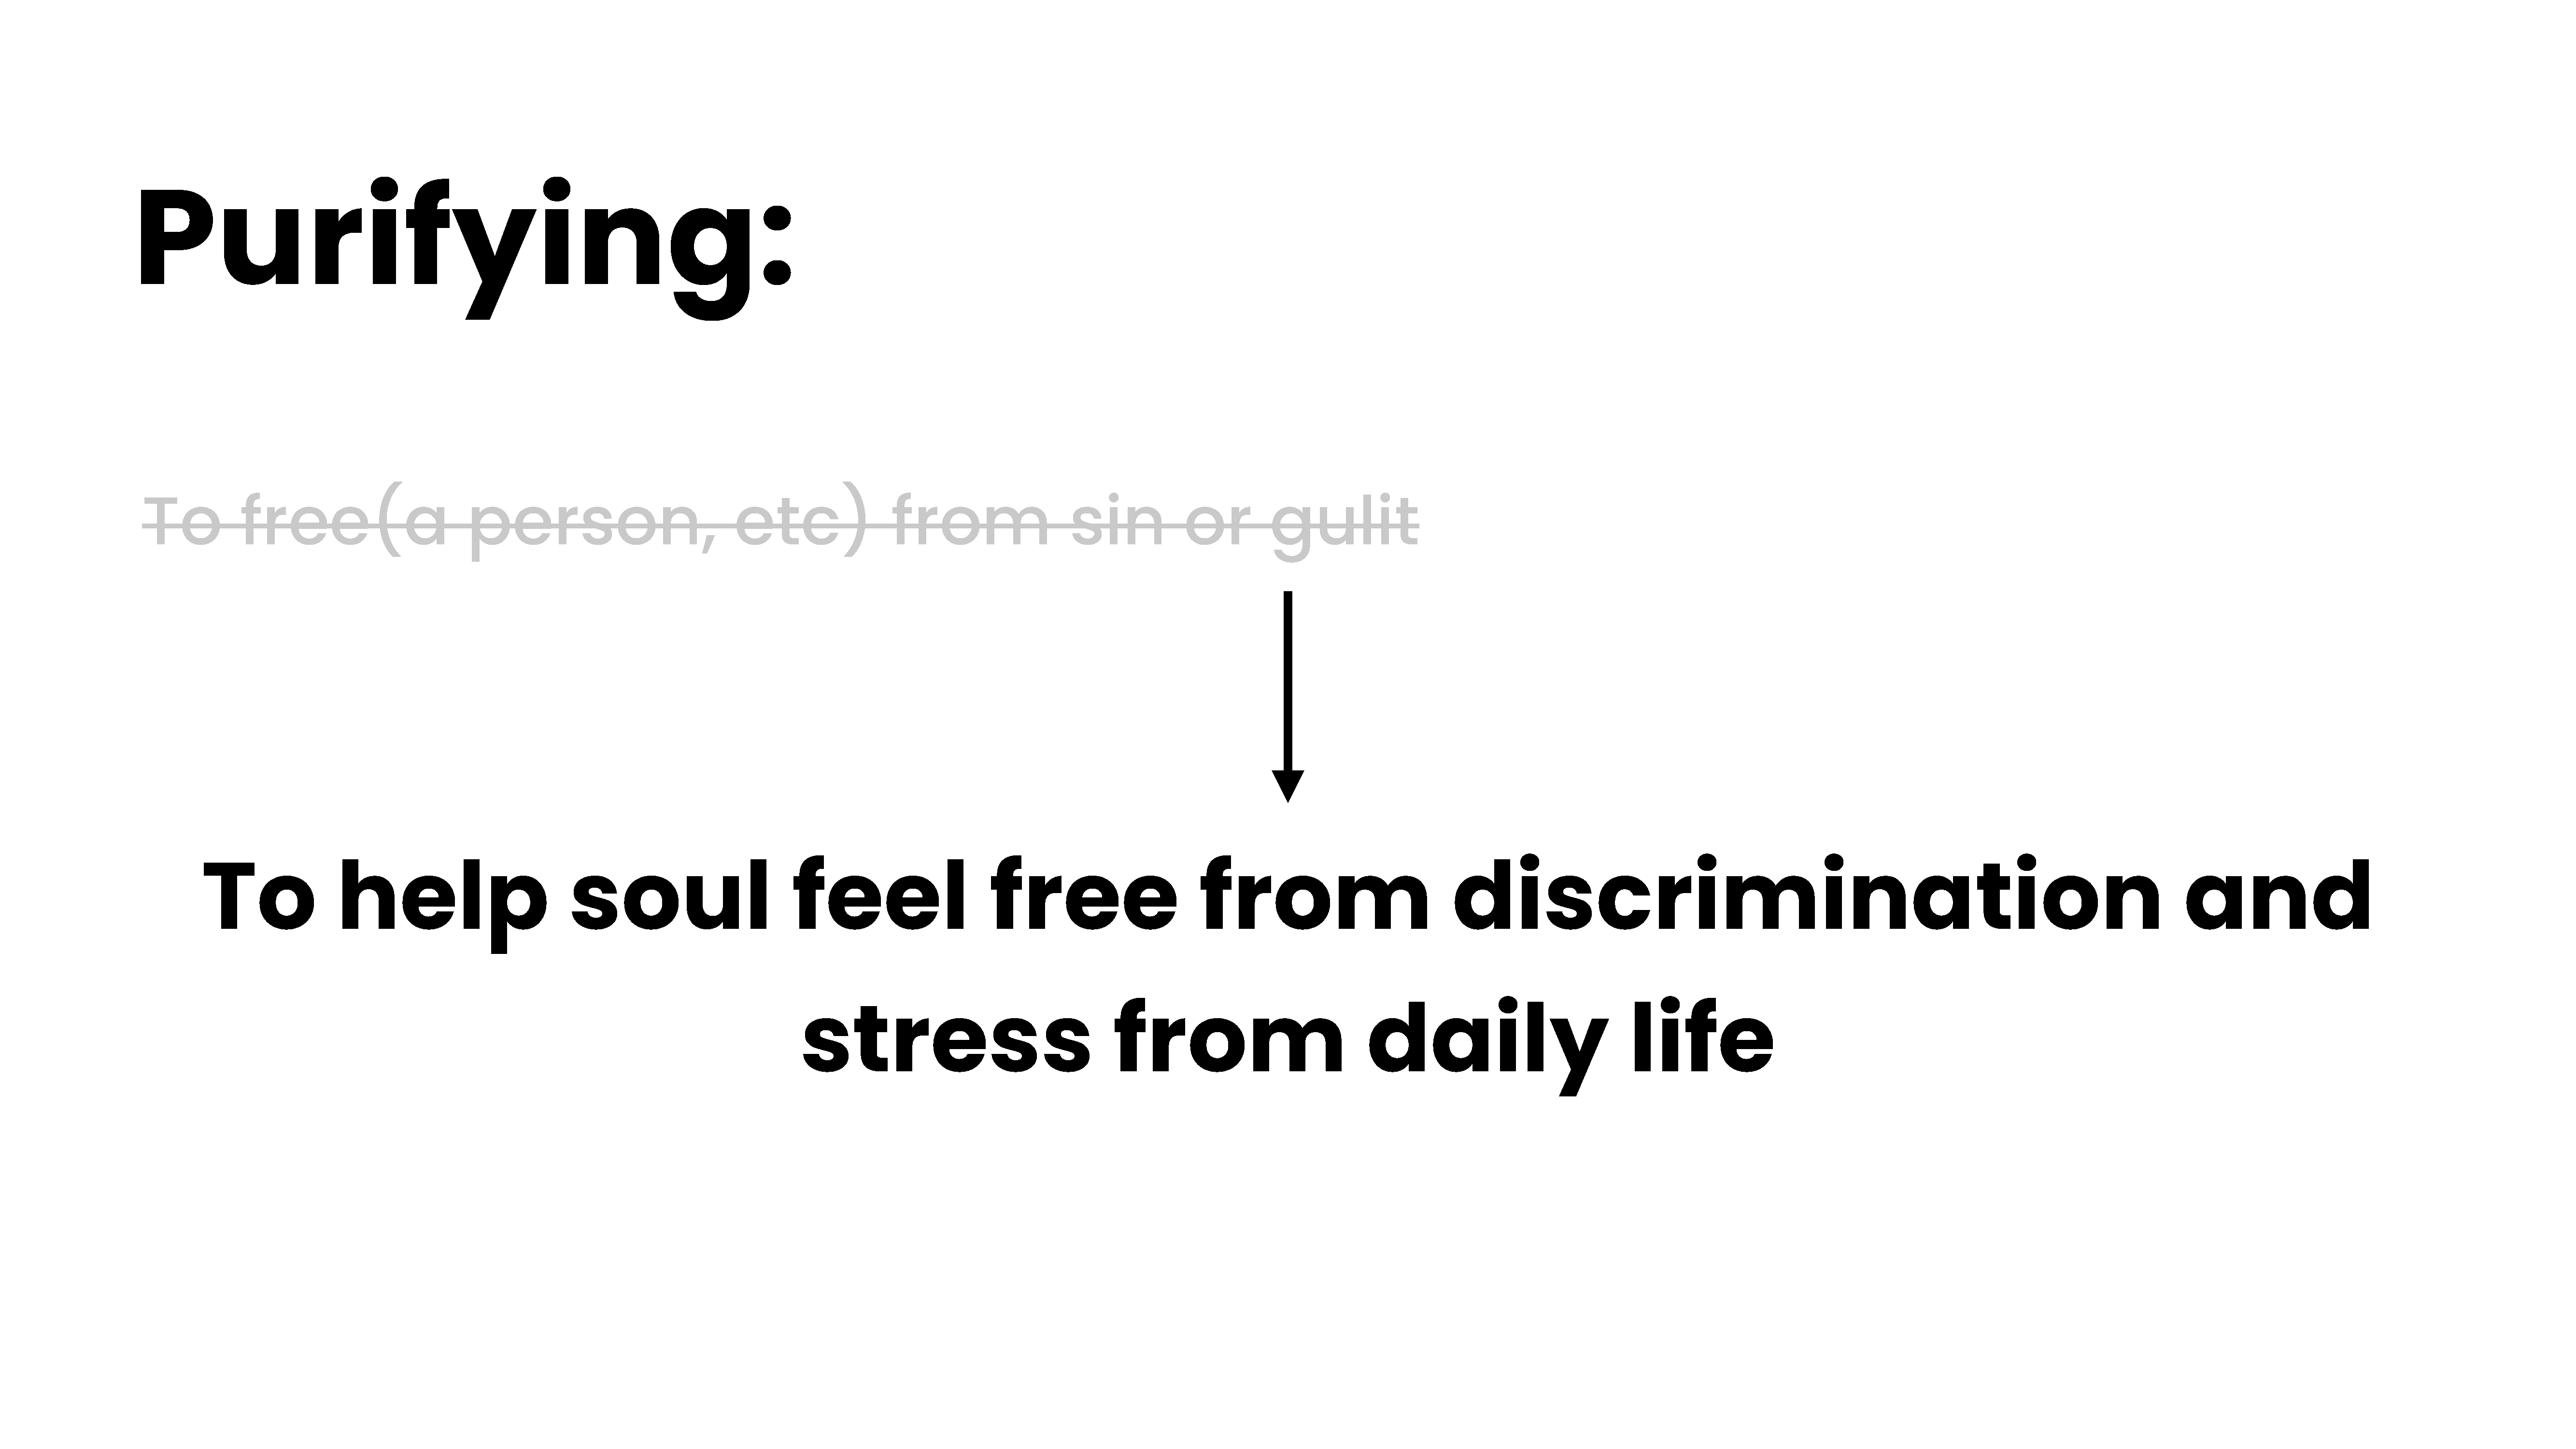 Purifying:
To free(a person, etc) from sin or gulit
To help soul feel free from discrimination and
stress from daily life